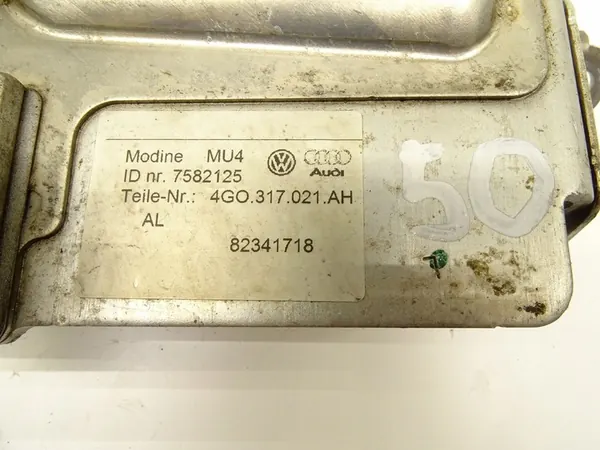 Modine MU4
ID nr. 7582125 Audi
Teile-Nr.: 4GO.317.021.AH
AL
82341718
50